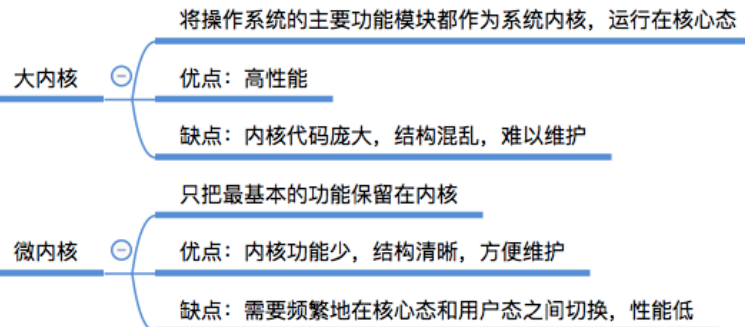 将操作系统的主要功能模块都作为系统内核，运行在核心态
大内核
优点：高性能
缺点：内核代码庞大，结构混乱，难以维护
只把最基本的功能保留在内核
微内核
优点：内核功能少，结构清晰，方便维护
缺点：需要频繁地在核心态和用户态之间切换，性能低